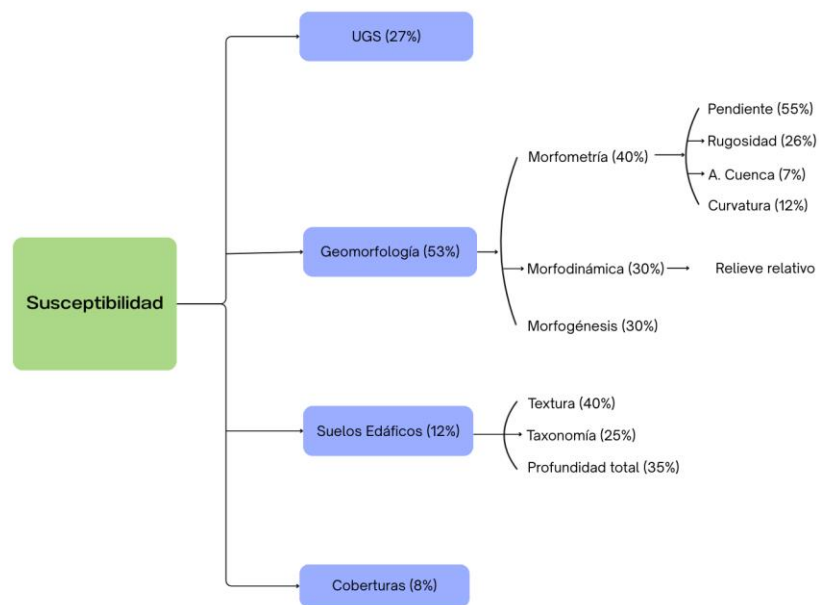 Susceptibilidad
UGS (27%)
Geomorfología (53%)
Morfometría (40%)
Pendiente (55%)
Rugosidad (26%)
A. Cuenca (7%)
Curvatura (12%)
Morfodinámica (30%)
Relieve relativo
Morfogénesis (30%)
Suelos Edáficos (12%)
Textura (40%)
Taxonomía (25%)
Profundidad total (35%)
Coberturas (8%)